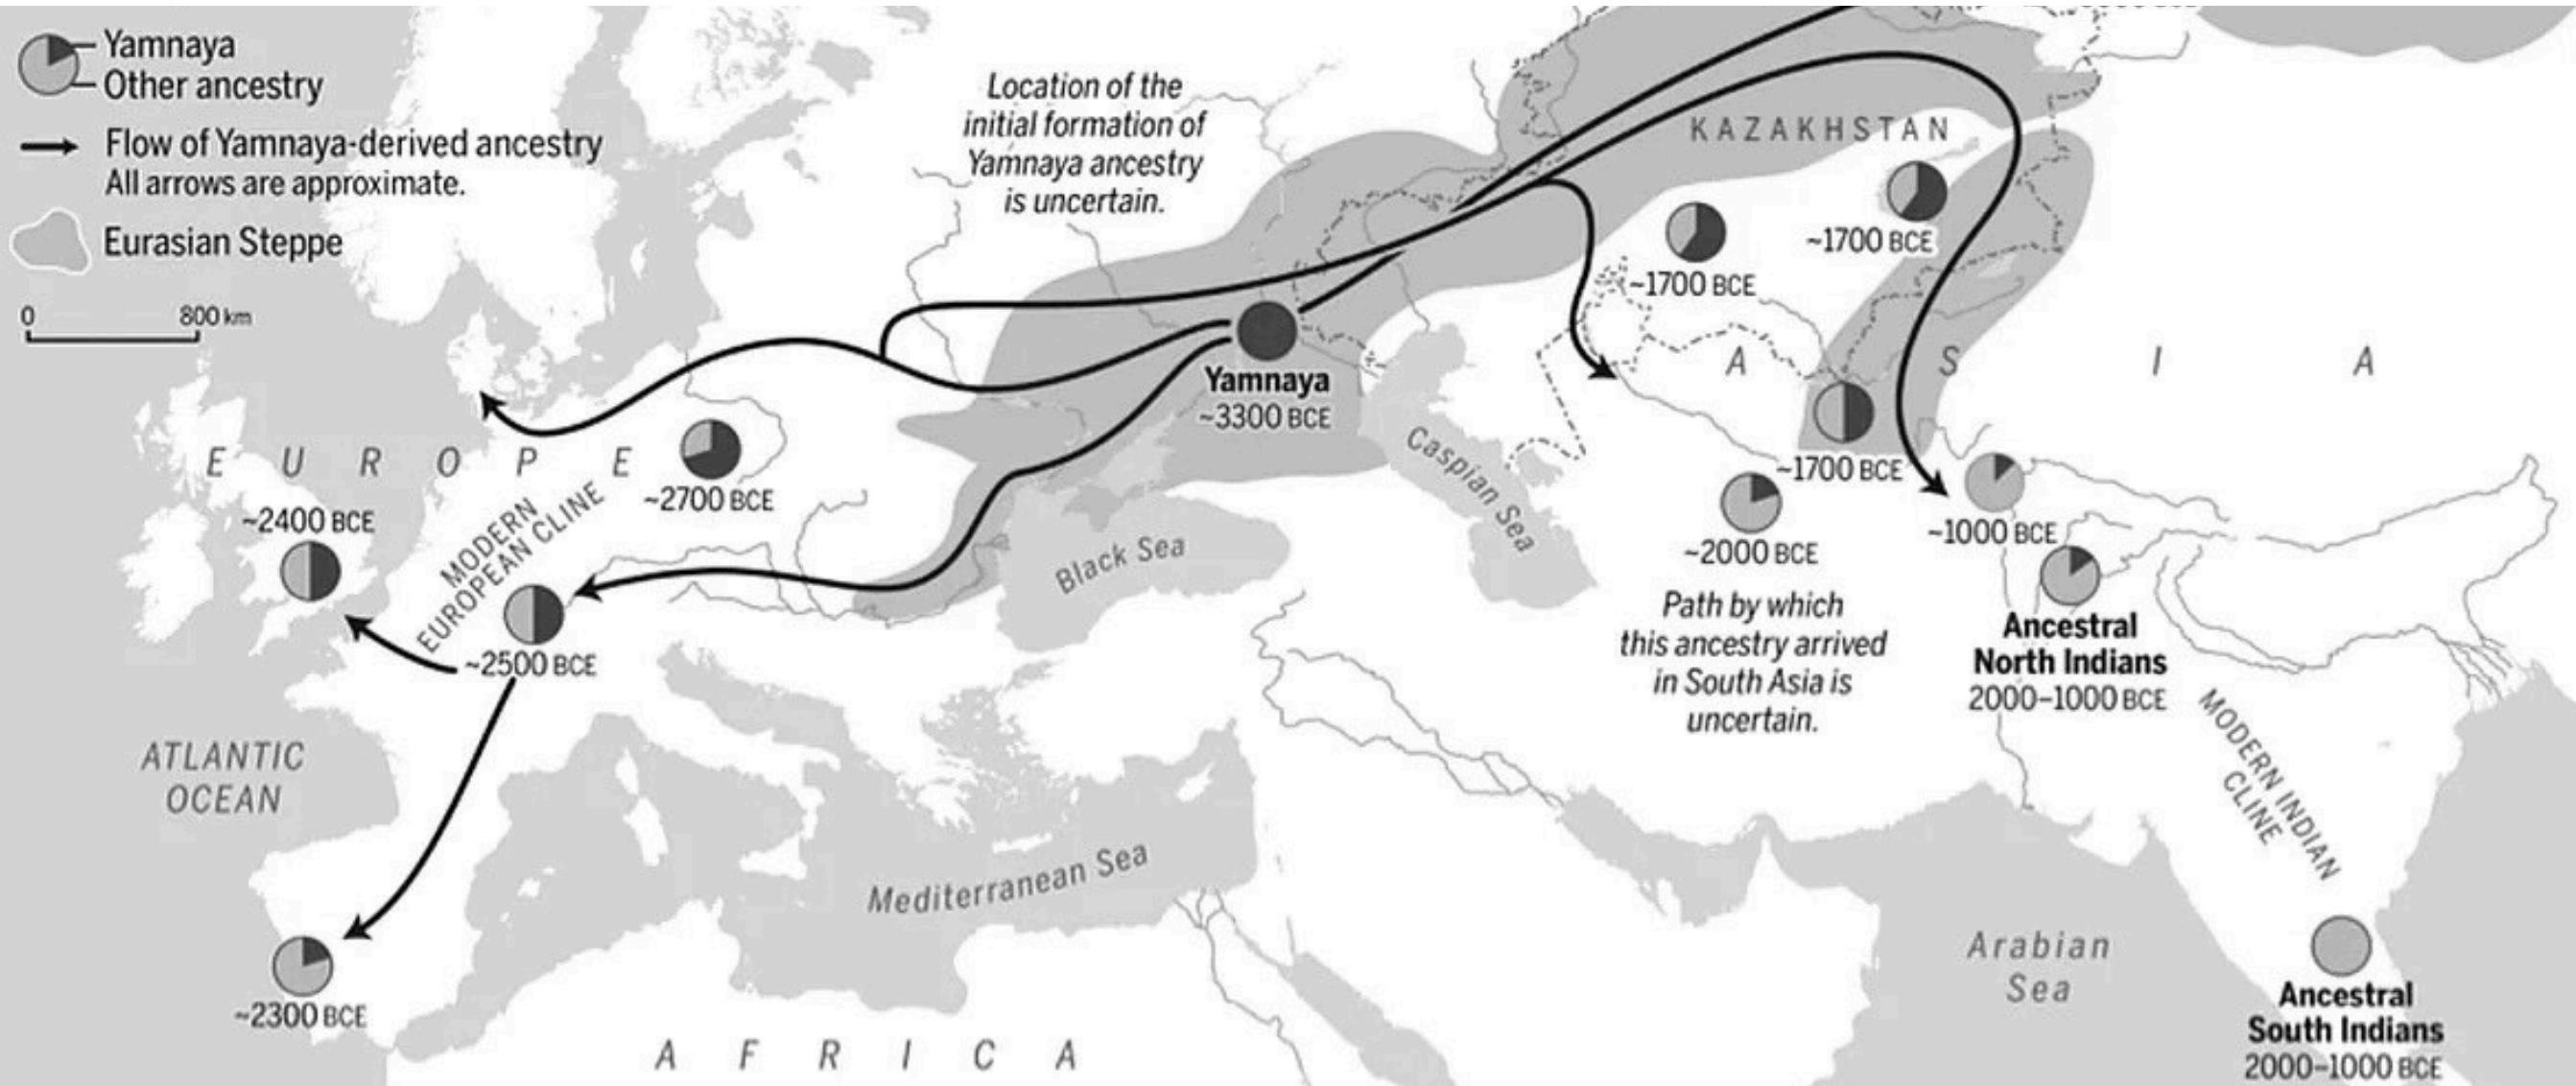 Yamnaya
Other ancestry
Flow of Yamnaya-derived ancestry
All arrows are approximate.
Eurasian Steppe
0 800 km
Location of the
initial formation of
Yamnaya ancestry
is uncertain.
KAZAKHSTAN
~1700 BCE
~1700 BCE
Yamnaya
~3300 BCE
A S I A
EUROPE
~2700 BCE
~2400 BCE
MODERN
EUROPEAN CLINE
~2500 BCE
Black Sea
Caspian Sea
~1700 BCE
~2000 BCE
~1000 BCE
Path by which
this ancestry arrived
in South Asia is
uncertain.
Ancestral
North Indians
2000–1000 BCE
MODERN INDIAN
CLINE
ATLANTIC
OCEAN
Mediterranean Sea
~2300 BCE
AFRICA
Arabian
Sea
Ancestral
South Indians
2000–1000 BCE